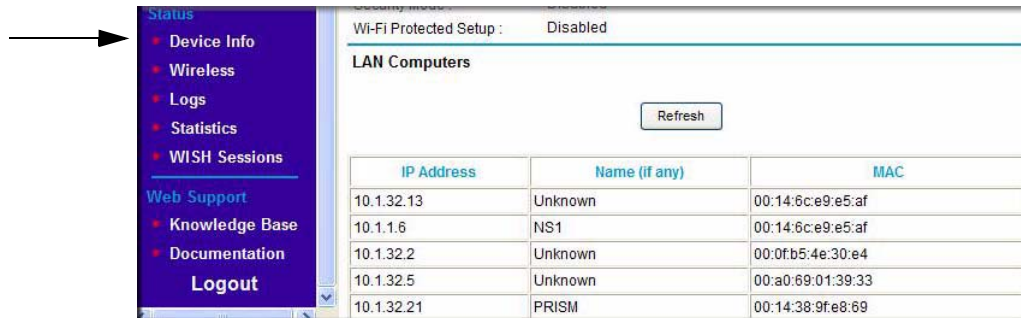 Status
Device Info
Wireless
Logs
Statistics
WISH Sessions
Web Support
Knowledge Base
Documentation
Logout
Security Mode : Disabled
Wi-Fi Protected Setup : Disabled
LAN Computers
Refresh
IP Address Name (if any) MAC
10.1.32.13 Unknown 00:14:6c:e9:e5:af
10.1.1.6 NS1 00:14:6c:e9:e5:af
10.1.32.2 Unknown 00:0f:b5:4e:30:e4
10.1.32.5 Unknown 00:a0:69:01:39:33
10.1.32.21 PRISM 00:14:38:9f:e8:69